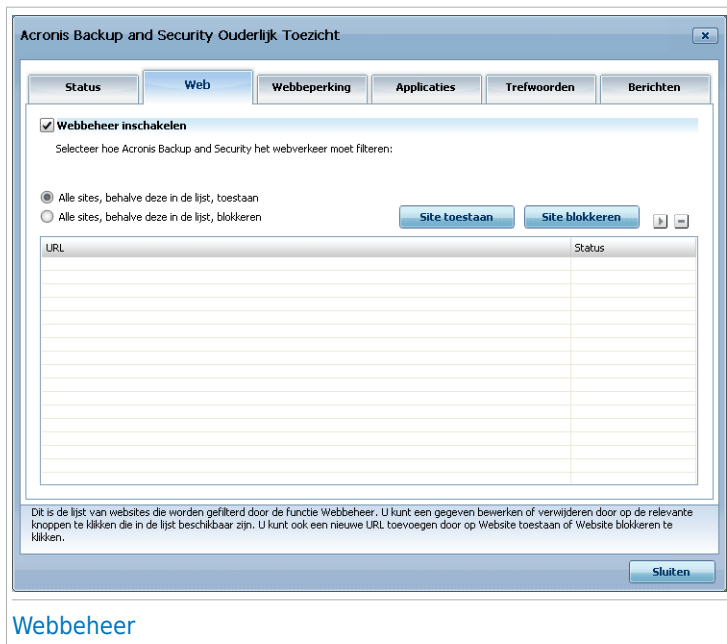 Acronis Backup and Security Ouderlijk Toezicht
Status Web Webbeperking Applicaties Trefwoorden Berichten
Webbeheer inschakelen
Selecteer hoe Acronis Backup and Security het webverkeer moet filteren:
Alle sites, behalve deze in de lijst, toestaan
Alle sites, behalve deze in de lijst, blokkeren
Site toestaan Site blokkeren
URL Status
Dit is de lijst van websites die worden gefilterd door de functie Webbeheer. U kunt een gegeven bewerken of verwijderen door op de relevante
knoppen te klikken die in de lijst beschikbaar zijn. U kunt ook een nieuwe URL toevoegen door op Website toestaan of Website blokkeren te
klikken.
Sluiten
Webbeheer